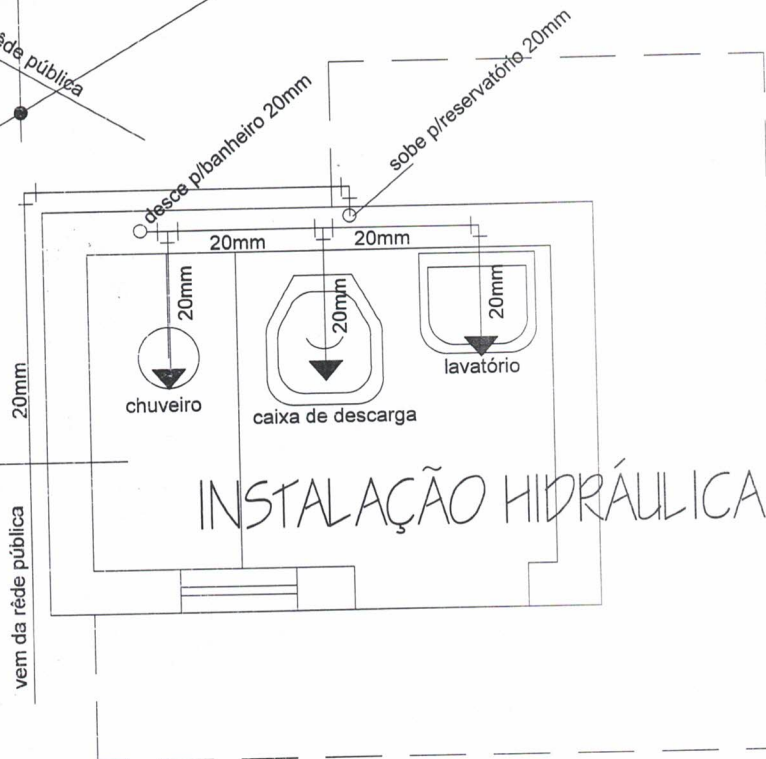 rêde pública
desce p/banheiro 20mm
sobe p/reservatório 20mm
20mm
20mm
20mm
20mm
20mm
20mm
chuveiro
caixa de descarga
lavatório
INSTALAÇÃO HIDRÁULICA
vem da rêde pública